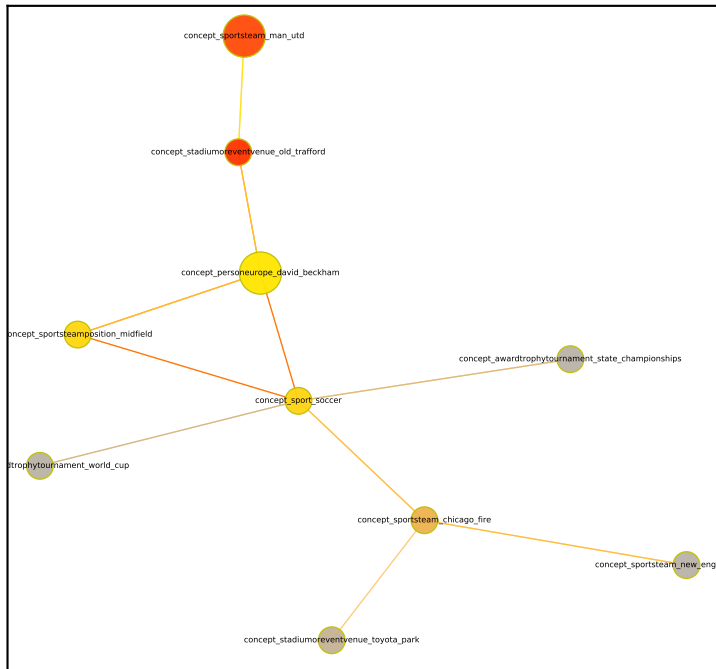 concept_sportsteam_man_utd
concept_stadiumoreventvenue_old_trafford
concept_personeurope_david_beckham
oncept_sportsteamposition_midfield
concept_awardtrophytournament_state_championships
concept_sport_soccer
dtrophytournament_world_cup
concept_sportsteam_chicago_fire
concept_sportsteam_new_eng
concept_stadiumoreventvenue_toyota_park